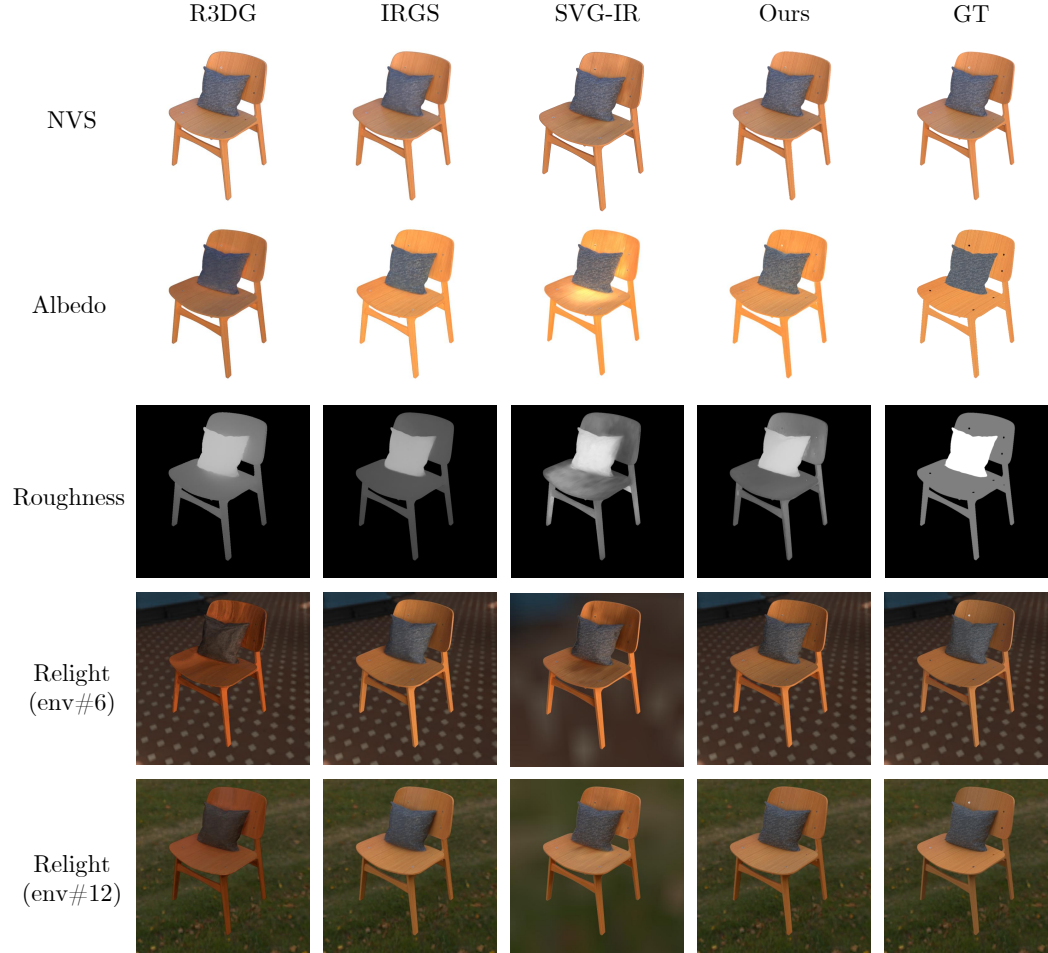 R3DG IRGS SVG-IR Ours GT
NVS
Albedo
Roughness
Relight
(env#6)
Relight
(env#12)